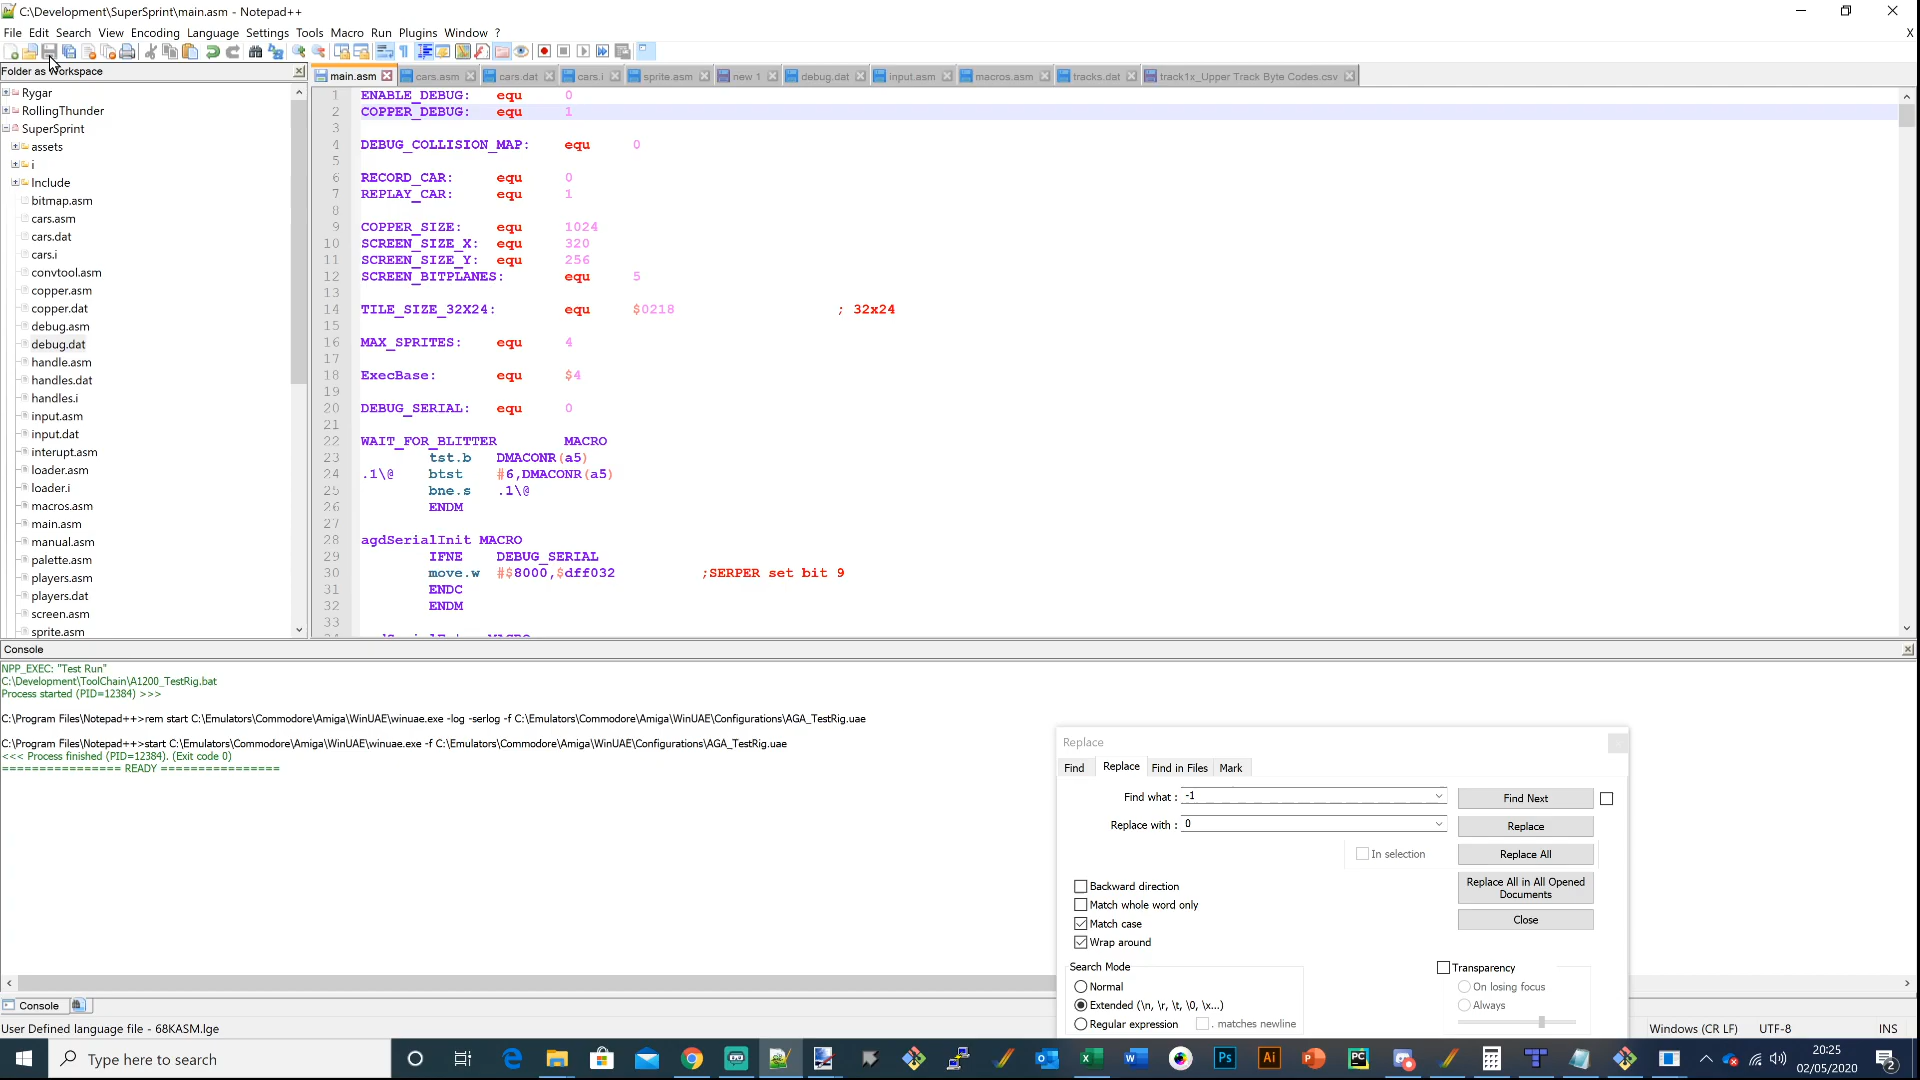 C:\Development\SuperSprint\main.asm - Notepad++
File Edit Search View Encoding Language Settings Tools Macro Run Plugins Window ? X
Folder as Workspace
main.asm cars.asm cars.dat cars.i sprite.asm new 1 debug.dat input.asm macros.asm tracks.dat track1x_Upper Track Byte Codes.csv
Rygar
RollingThunder
SuperSprint
assets
i
Include
bitmap.asm
cars.asm
cars.dat
cars.i
convtool.asm
copper.asm
copper.dat
debug.asm
debug.dat
handle.asm
handles.dat
handles.i
input.asm
input.dat
interupt.asm
loader.asm
loader.i
macros.asm
main.asm
manual.asm
palette.asm
players.asm
players.dat
screen.asm
sprite.asm
1 ENABLE_DEBUG: equ 0
2 COPPER_DEBUG: equ 1
3
4 DEBUG_COLLISION_MAP: equ 0
5
6 RECORD_CAR: equ 0
7 REPLAY_CAR: equ 1
8
9 COPPER_SIZE: equ 1024
10 SCREEN_SIZE_X: equ 320
11 SCREEN_SIZE_Y: equ 256
12 SCREEN_BITPLANES: equ 5
13
14 TILE_SIZE_32X24: equ $0218 ; 32x24
15
16 MAX_SPRITES: equ 4
17
18 ExecBase: equ $4
19
20 DEBUG_SERIAL: equ 0
21
22 WAIT_FOR_BLITTER MACRO
23 tst.b DMACONR(a5)
24 .1\@ btst #6,DMACONR(a5)
25 bne.s .1\@
26 ENDM
27
28 agdSerialInit MACRO
29 IFNE DEBUG_SERIAL
30 move.w #$8000,$dff032 ;SERPER set bit 9
31 ENDC
32 ENDM
33
Console
NPP_EXEC: "Test Run"
C:\Development\ToolChain\A1200_TestRig.bat
Process started (PID=12384) >>>
C:\Program Files\Notepad++>rem start C:\Emulators\Commodore\Amiga\WinUAE\winuae.exe -log -serlog -f C:\Emulators\Commodore\Amiga\WinUAE\Configurations\AGA_TestRig.uae
C:\Program Files\Notepad++>start C:\Emulators\Commodore\Amiga\WinUAE\winuae.exe -f C:\Emulators\Commodore\Amiga\WinUAE\Configurations\AGA_TestRig.uae
<<< Process finished (PID=12384). (Exit code 0)
================ READY ================
Replace
Find Replace Find in Files Mark
Find what : -1 Find Next
Replace with : 0 Replace
In selection Replace All
Backward direction Replace All in All Opened Documents
Match whole word only
Match case Close
Wrap around
Search Mode Transparency
Normal On losing focus
Extended (\n, \r, \t, \0, \x...) Always
Regular expression . matches newline
Console
User Defined language file - 68KASM.lge Windows (CR LF) UTF-8 INS
Type here to search
20:25
02/05/2020
2